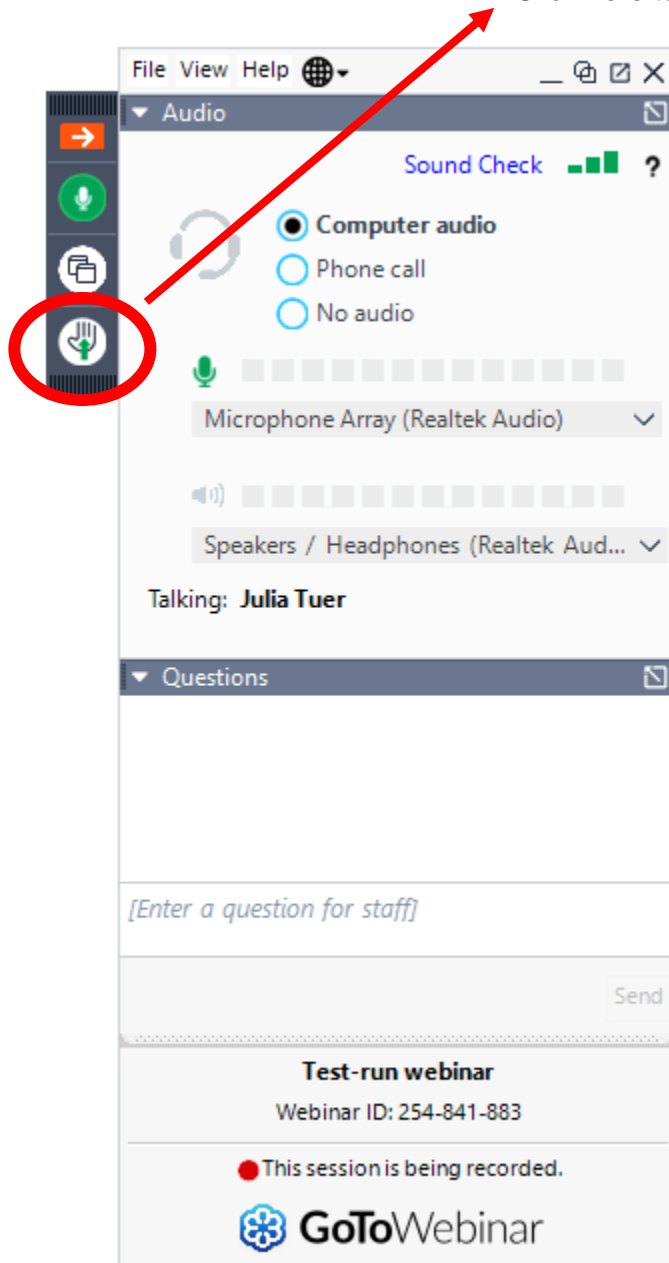 File View Help
Audio
Sound Check ?
Computer audio
Phone call
No audio
Microphone Array (Realtek Audio)
Speakers / Headphones (Realtek Aud...
Talking: Julia Tuer
Questions
[Enter a question for staff]
Send
Test-run webinar
Webinar ID: 254-841-883
This session is being recorded.
GoToWebinar